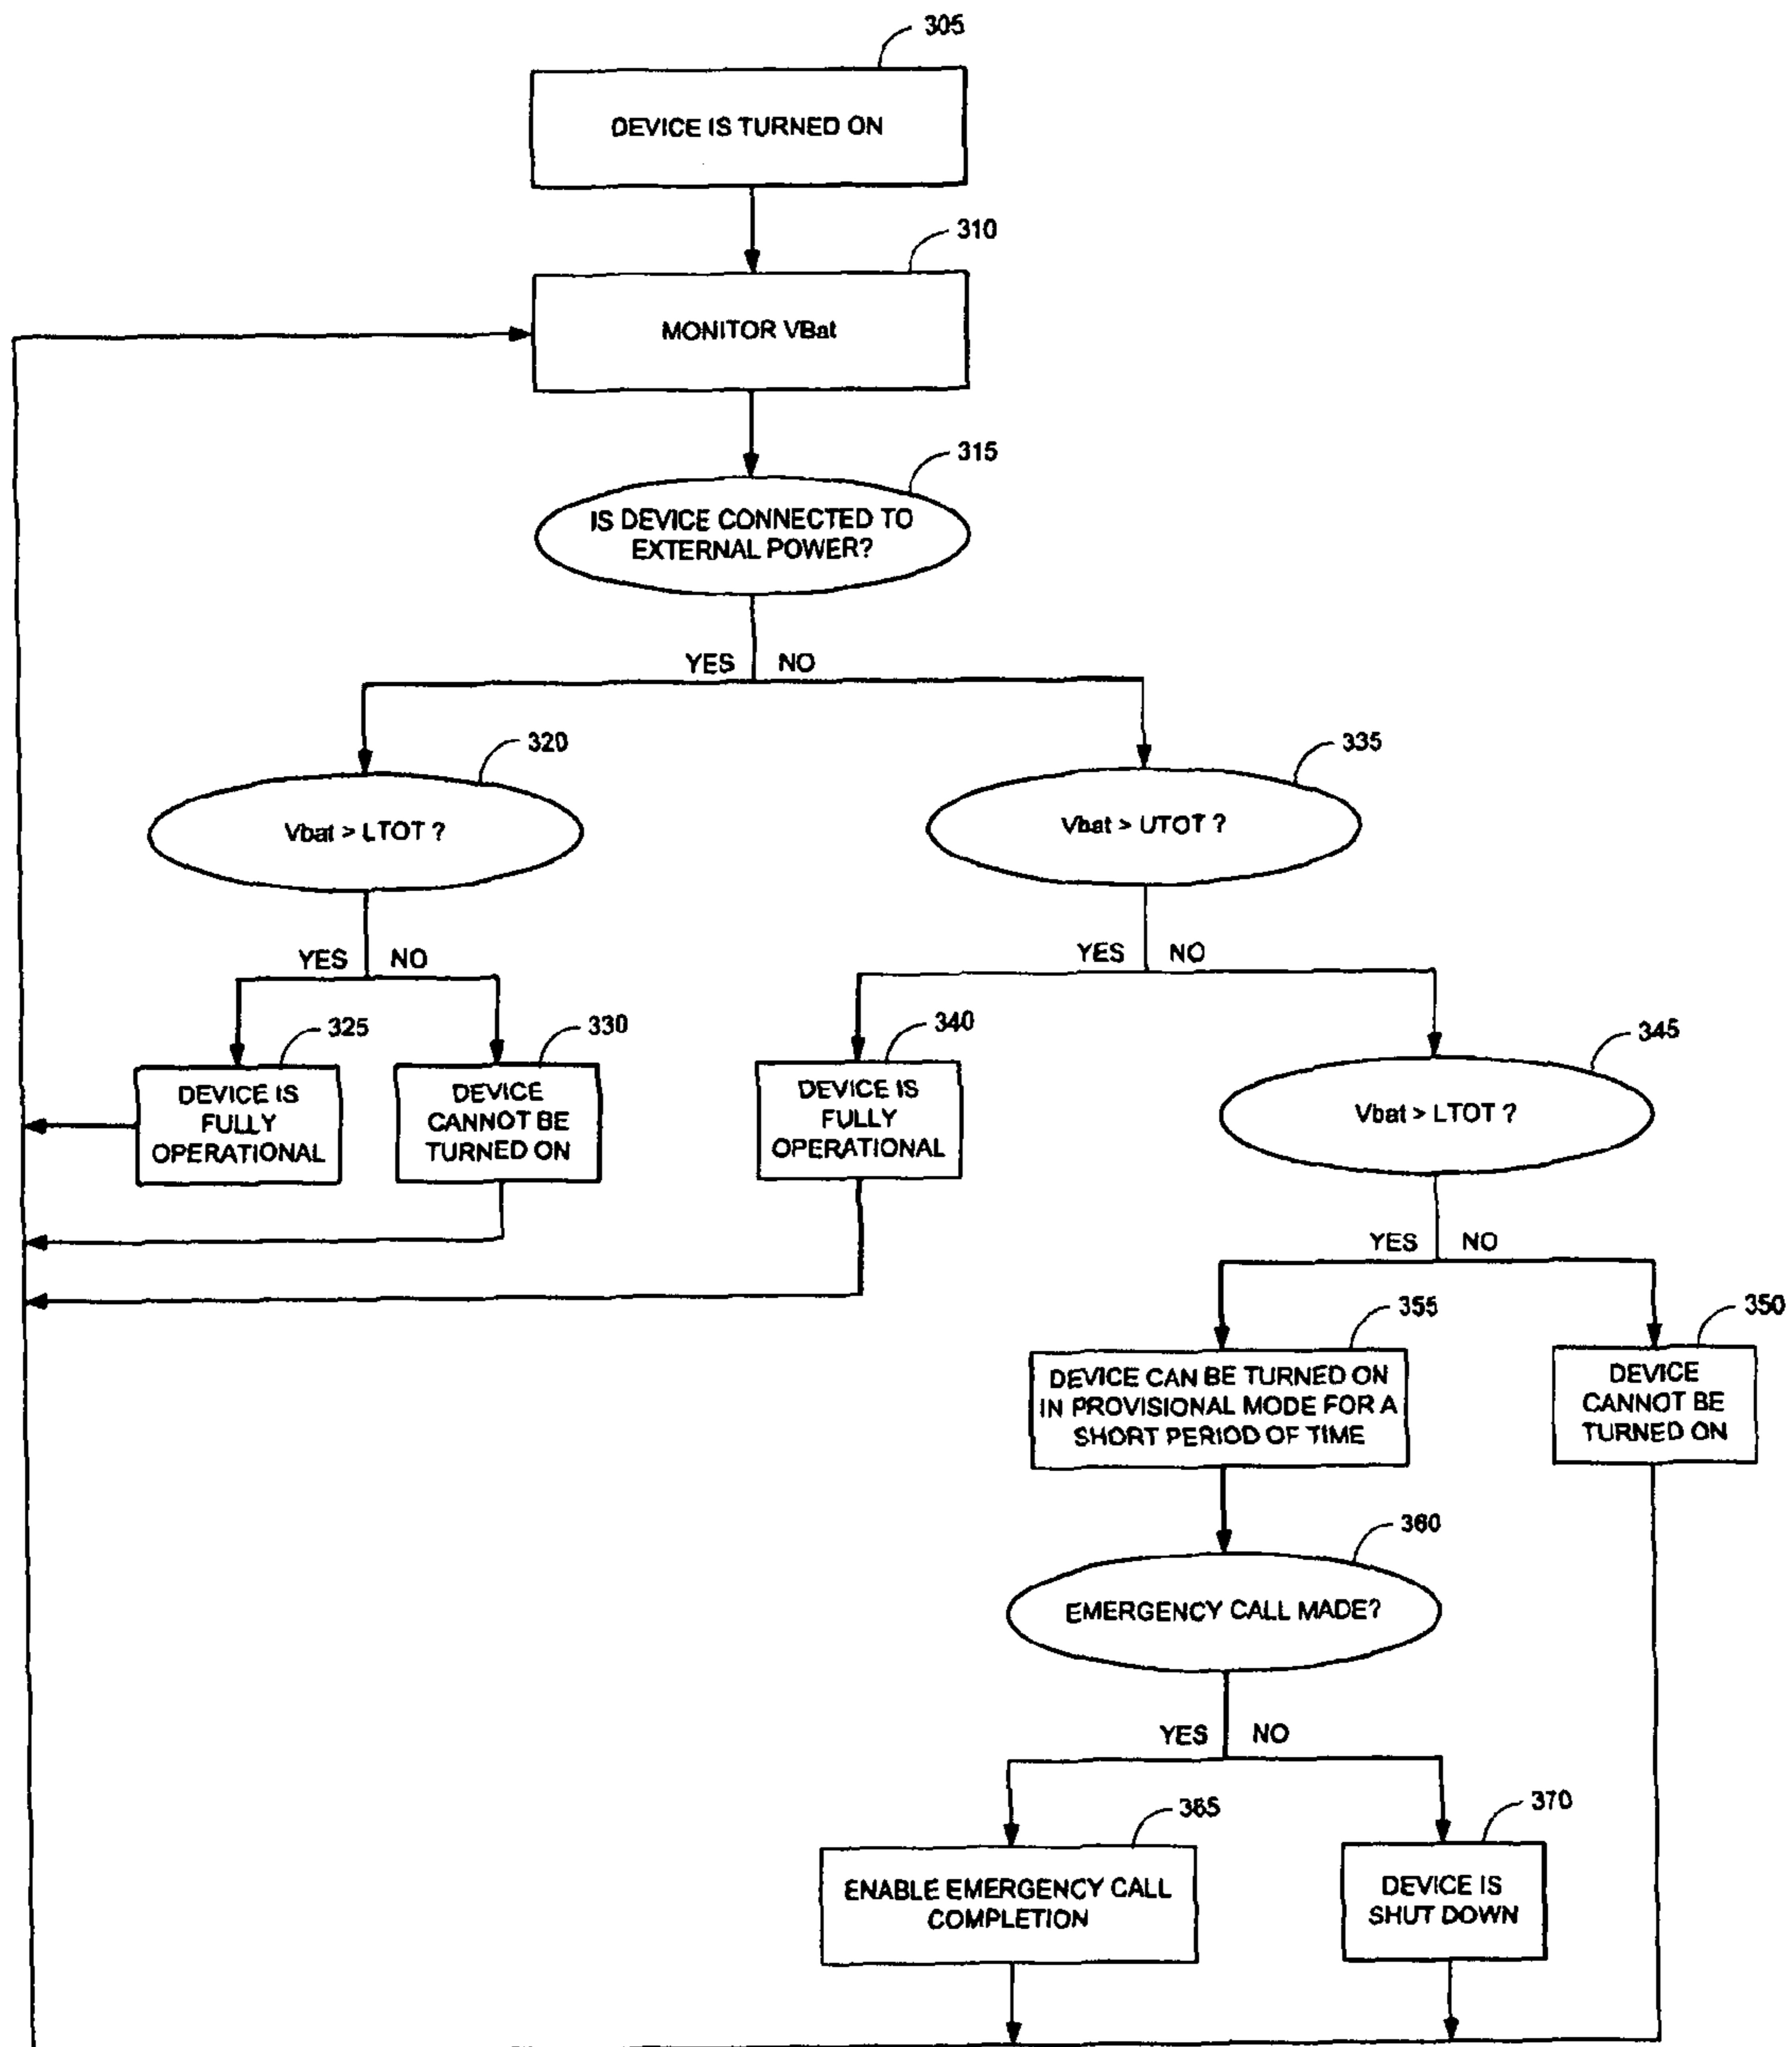 305
DEVICE IS TURNED ON
310
MONITOR VBat
315
IS DEVICE CONNECTED TO
EXTERNAL POWER?
YES NO
320
Vbat > LTOT ?
335
Vbat > UTOT ?
YES NO
YES NO
325
DEVICE IS
FULLY
OPERATIONAL
330
DEVICE
CANNOT BE
TURNED ON
340
DEVICE IS
FULLY
OPERATIONAL
345
Vbat > LTOT ?
YES NO
355
DEVICE CAN BE TURNED ON
IN PROVISIONAL MODE FOR A
SHORT PERIOD OF TIME
350
DEVICE
CANNOT BE
TURNED ON
360
EMERGENCY CALL MADE?
YES NO
365
ENABLE EMERGENCY CALL
COMPLETION
370
DEVICE IS
SHUT DOWN